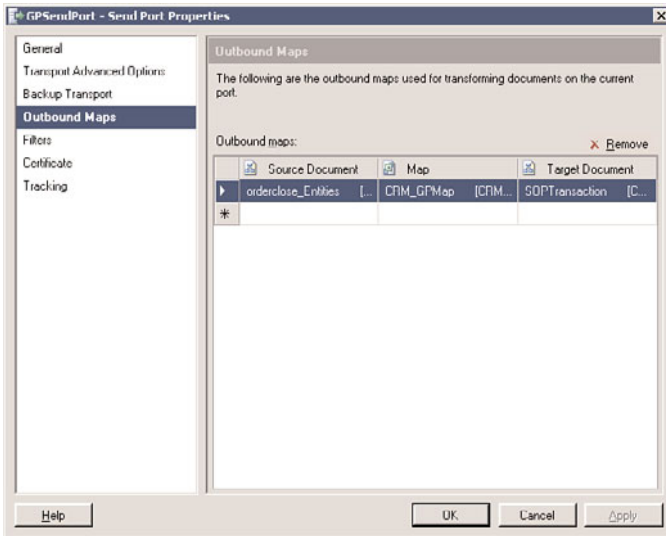 GPSendPort - Send Port Properties
General
Transport Advanced Options
Backup Transport
Outbound Maps
Filters
Certificate
Tracking
Outbound Maps
The following are the outbound maps used for transforming documents on the current
port.
Outbound maps:
Remove
Source Document Map Target Document
orderclose_Entities [... CRM_GPMap [CRM... SOPTransaction [C...
Help
OK Cancel Apply